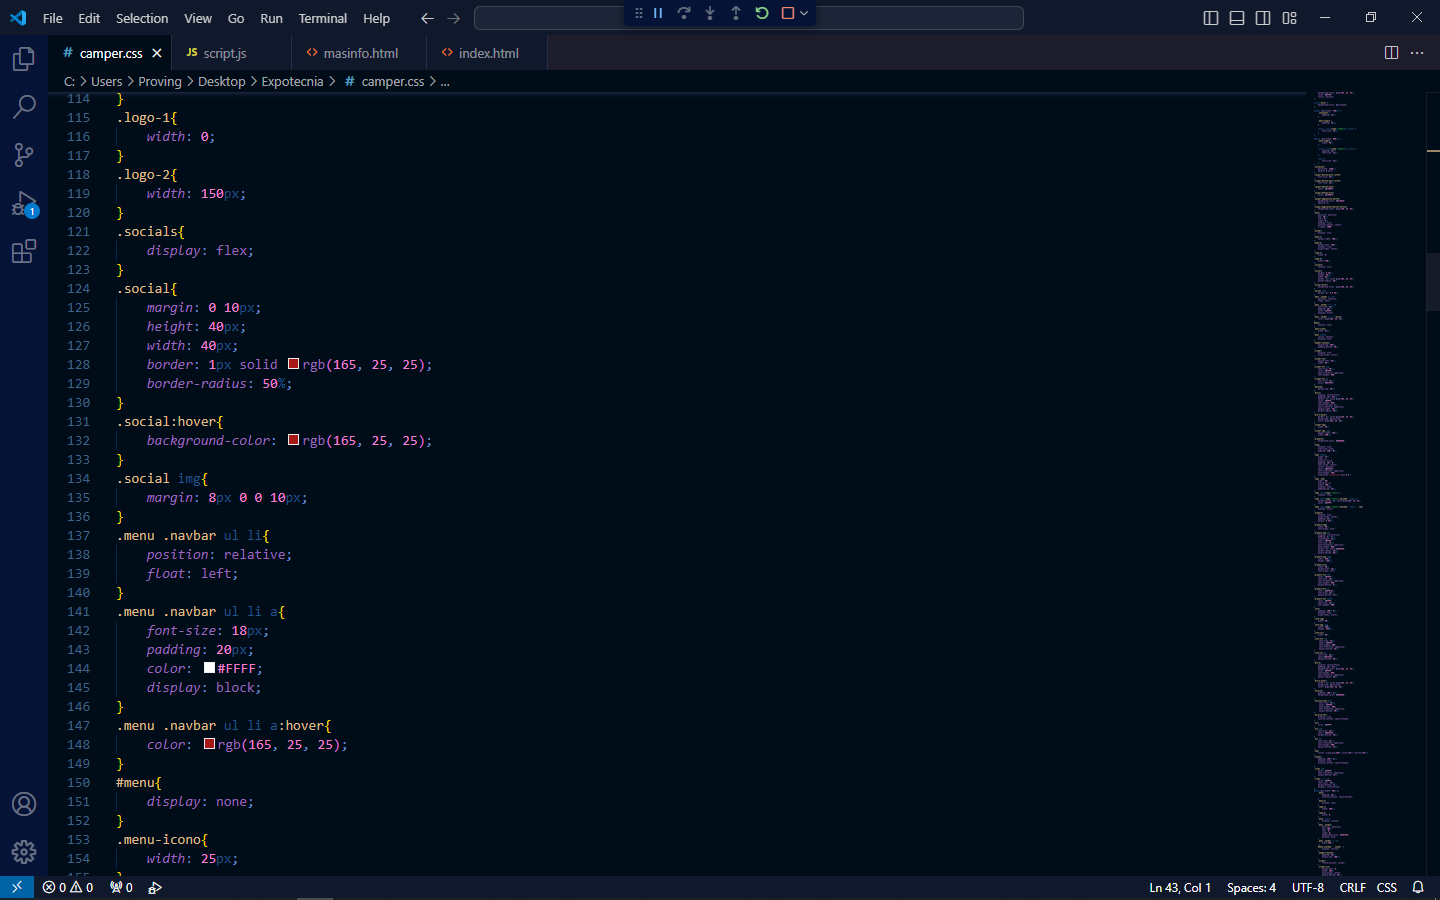 File Edit Selection View Go Run Terminal Help
camper.css script.js masinfo.html index.html
C: > Users > Proving > Desktop > Expotecnia > # camper.css > ...
114 }
115 .logo-1{
116 width: 0;
117 }
118 .logo-2{
119 width: 150px;
120 }
121 .socials{
122 display: flex;
123 }
124 .social{
125 margin: 0 10px;
126 height: 40px;
127 width: 40px;
128 border: 1px solid rgb(165, 25, 25);
129 border-radius: 50%;
130 }
131 .social:hover{
132 background-color: rgb(165, 25, 25);
133 }
134 .social img{
135 margin: 8px 0 0 10px;
136 }
137 .menu .navbar ul li{
138 position: relative;
139 float: left;
140 }
141 .menu .navbar ul li a{
142 font-size: 18px;
143 padding: 20px;
144 color: #FFFF;
145 display: block;
146 }
147 .menu .navbar ul li a:hover{
148 color: rgb(165, 25, 25);
149 }
150 #menu{
151 display: none;
152 }
153 .menu-icono{
154 width: 25px;
0 0 0 Ln 43, Col 1 Spaces: 4 UTF-8 CRLF CSS